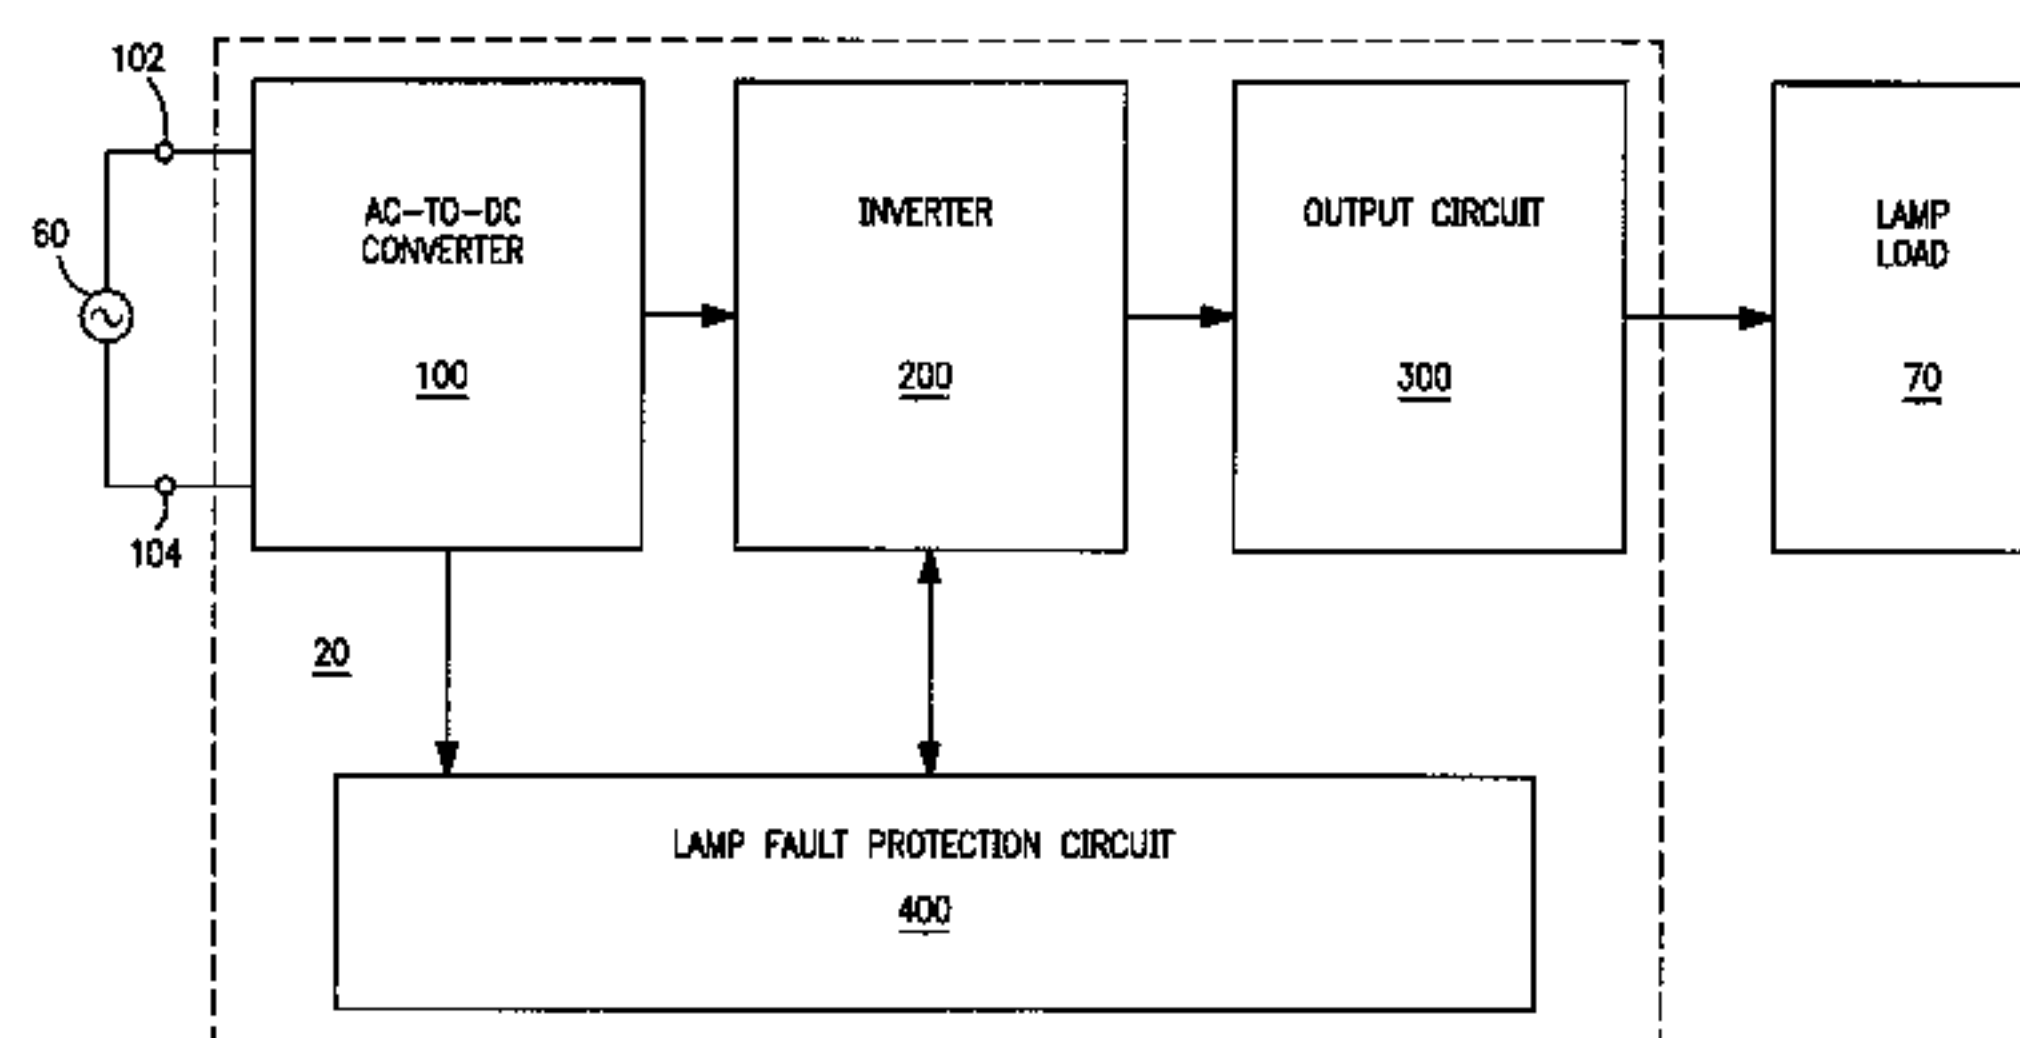 102
60
104
AC-TO-DC
CONVERTER
100
INVERTER
200
OUTPUT CIRCUIT
300
LAMP
LOAD
70
20
LAMP FAULT PROTECTION CIRCUIT
400